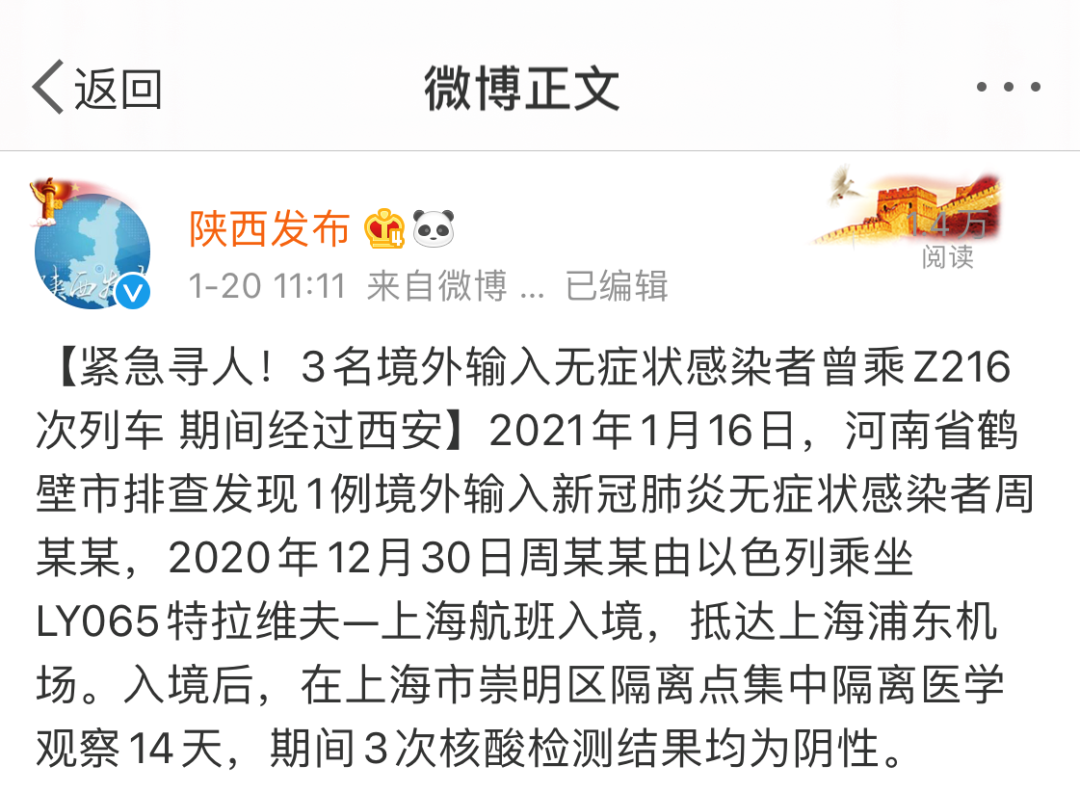 返回
微博正文
陕西发布
4
1.4万
阅读
1-20 11:11 来自微博 ... 已编辑
【紧急寻人！3名境外输入无症状感染者曾乘Z216
次列车 期间经过西安】2021年1月16日，河南省鹤
壁市排查发现1例境外输入新冠肺炎无症状感染者周
某某，2020年12月30日周某某由以色列乘坐
LY065特拉维夫—上海航班入境，抵达上海浦东机
场。入境后，在上海市崇明区隔离点集中隔离医学
观察14天，期间3次核酸检测结果均为阴性。